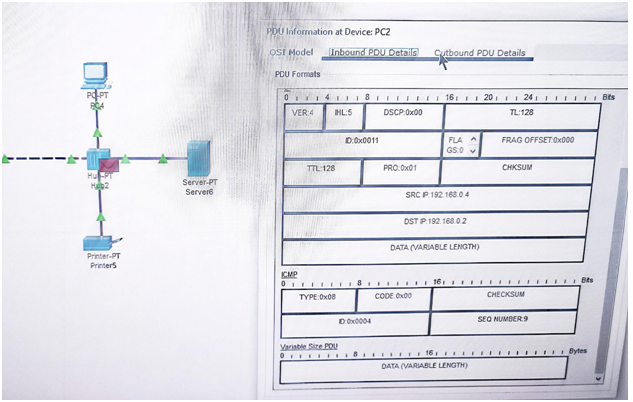 PDU Information at Device: PC2
OSI Model
Inbound PDU Details
Outbound PDU Details
PDU Formats
0 4 8 16 20 24 Bits
VER:4 IHL:5 DSCP:0x00 TL:128
ID:0x0011 FLA GS:0 FRAG OFFSET:0x000
TTL:128 PRO:0x01 CHKSUM
SRC IP:192.168.0.4
DST IP:192.168.0.2
DATA (VARIABLE LENGTH)
ICMP
0 8 16 Bits
TYPE:0x08 CODE:0x00 CHECKSUM
ID:0x0004 SEQ NUMBER:9
Variable Size PDU
0 8 16 Bytes
DATA (VARIABLE LENGTH)
PC-PT
PC4
Hub-PT
Hub2
Server-PT
Server6
Printer-PT
Printer5